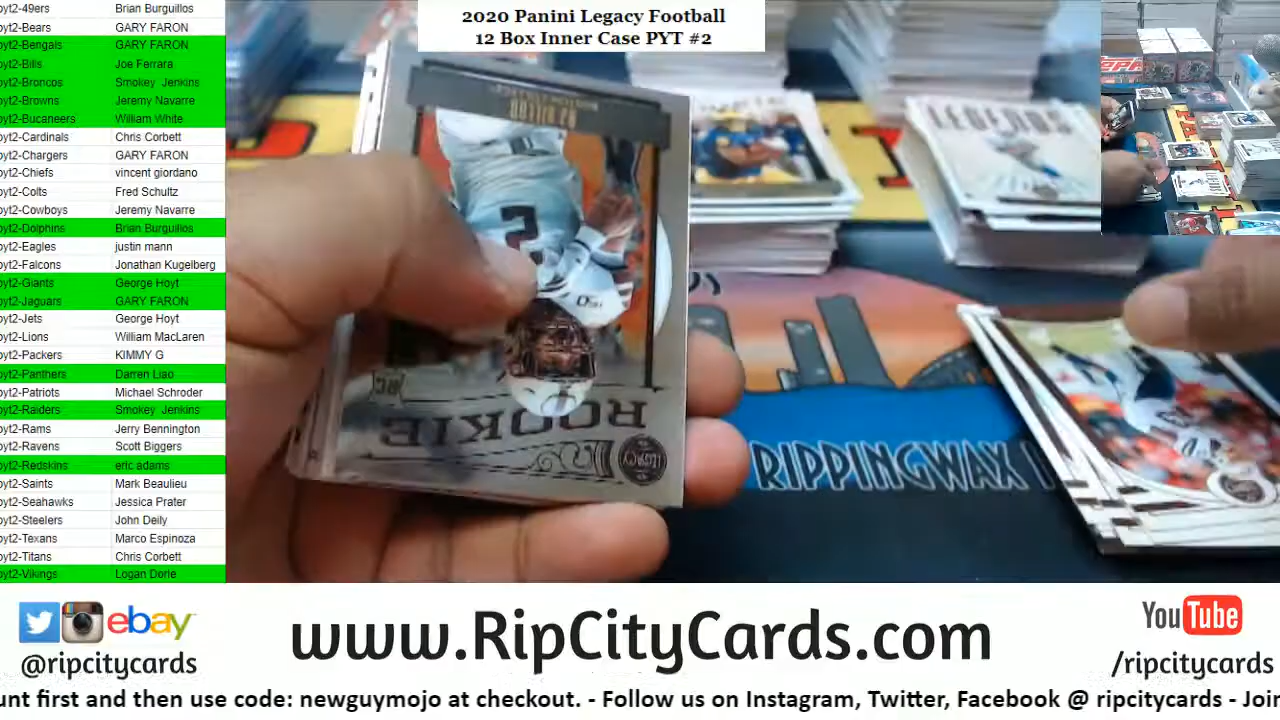 2020 Panini Legacy Football
12 Box Inner Case PYT #2
pyt2-49ers Brian Burguillos
pyt2-Bears GARY FARON
pyt2-Bengals GARY FARON
pyt2-Bills Joe Ferrara
pyt2-Broncos Smokey Jenkins
pyt2-Browns Jeremy Navarre
pyt2-Bucaneers William White
pyt2-Cardinals Chris Corbett
pyt2-Chargers GARY FARON
pyt2-Chiefs vincent giordano
pyt2-Colts Fred Schultz
pyt2-Cowboys Jeremy Navarre
pyt2-Dolphins Brian Burguillos
pyt2-Eagles justin mann
pyt2-Falcons Jonathan Kugelberg
pyt2-Giants George Hoyt
pyt2-Jaguars GARY FARON
pyt2-Jets George Hoyt
pyt2-Lions William MacLaren
pyt2-Packers KIMMY G
pyt2-Panthers Darren Liao
pyt2-Patriots Michael Schroder
pyt2-Raiders Smokey Jenkins
pyt2-Rams Jerry Bennington
pyt2-Ravens Scott Biggers
pyt2-Redskins eric adams
pyt2-Saints Mark Beaulieu
pyt2-Seahawks Jessica Prater
pyt2-Steelers John Deily
pyt2-Texans Marco Espinoza
pyt2-Titans Chris Corbett
pyt2-Vikings Logan Dorie
LEGENDS
ROOKIE
LEGACY
RC
2
RIPPINGWAX
ebay
@ripcitycards
www.RipCityCards.com
YouTube
/ripcitycards
unt first and then use code: newguymojo at checkout. - Follow us on Instagram, Twitter, Facebook @ ripcitycards - Join